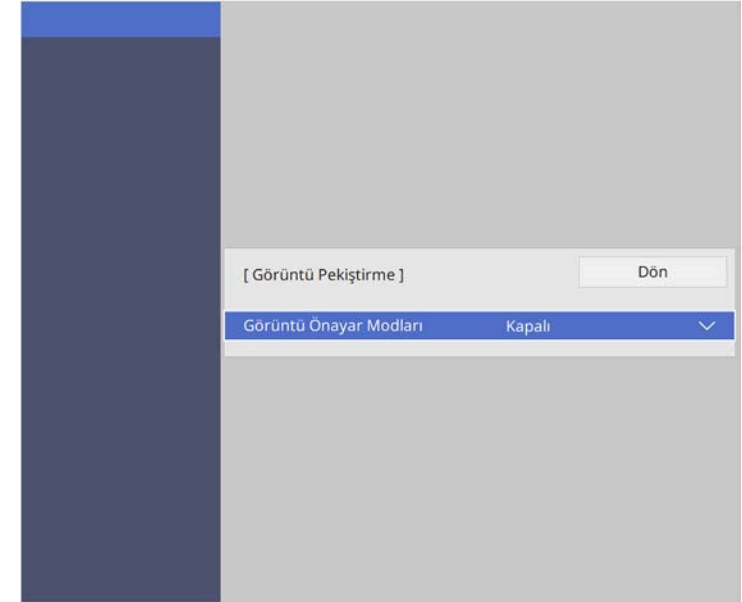 [ Görüntü Pekiştirme ] Dön
Görüntü Önayar Modları Kapalı